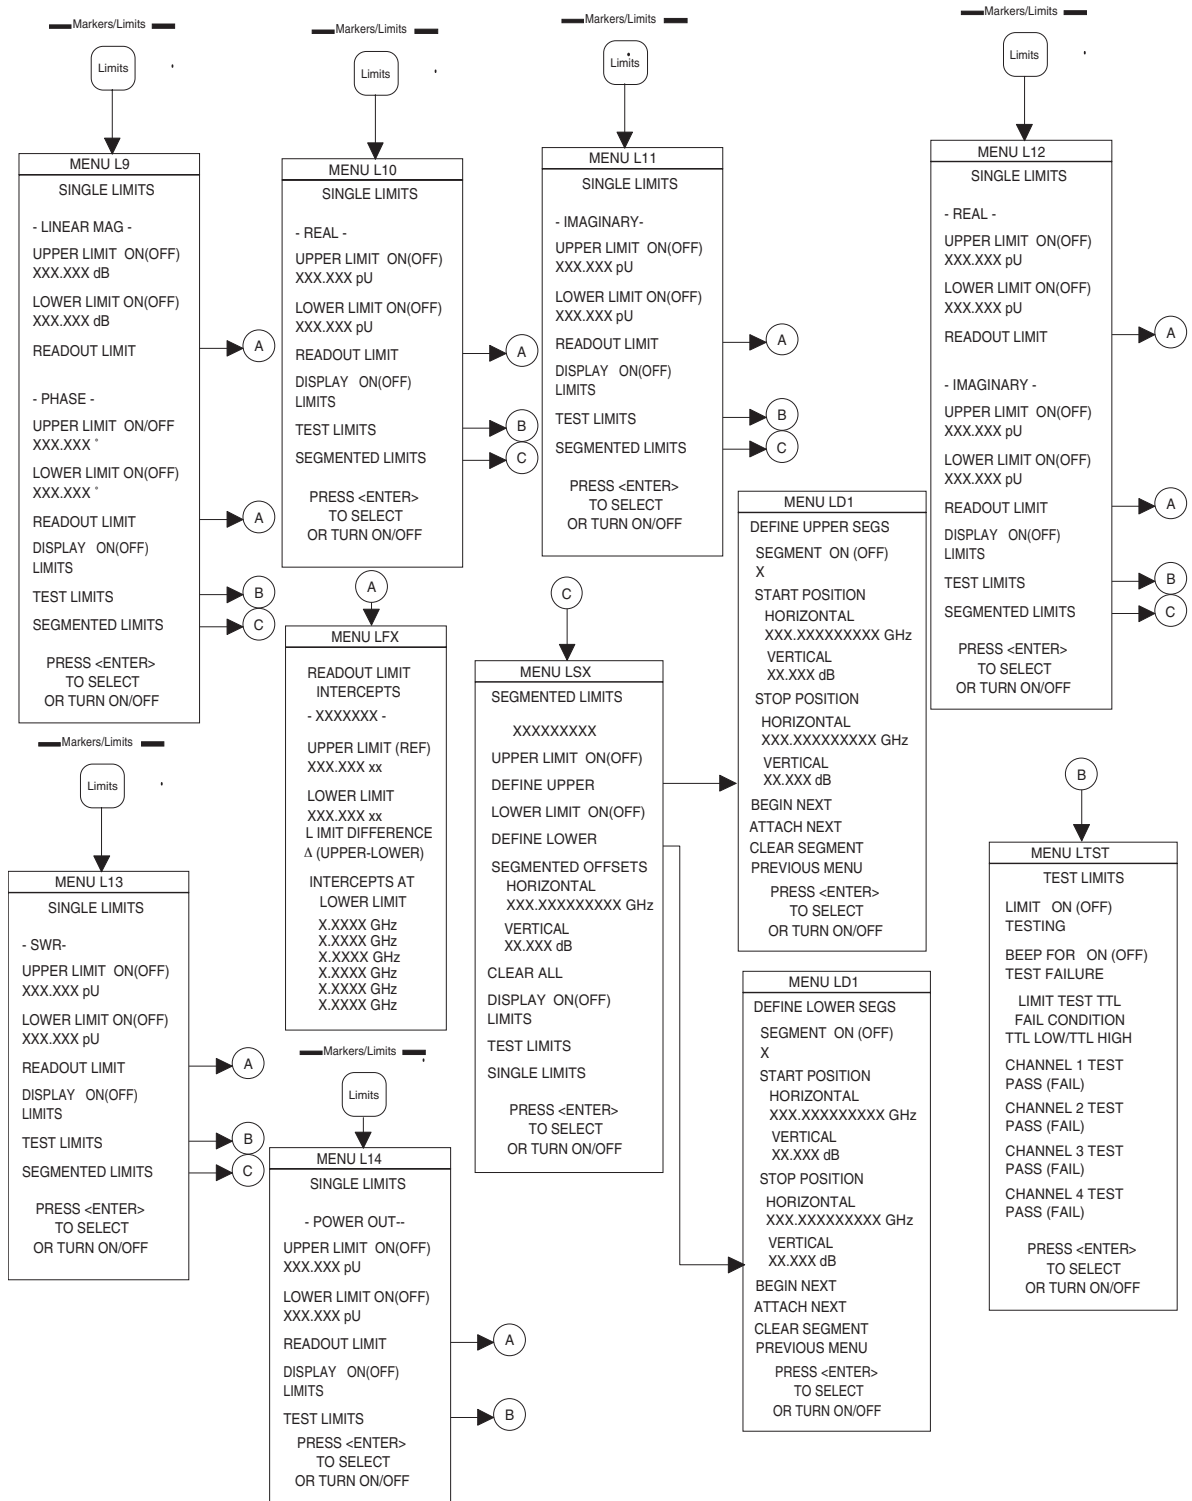 Markers/Limits
Limits
MENU L9
SINGLE LIMITS
- LINEAR MAG -
UPPER LIMIT ON(OFF)
XXX.XXX dB
LOWER LIMIT ON(OFF)
XXX.XXX dB
READOUT LIMIT
A
- PHASE -
UPPER LIMIT ON/OFF
XXX.XXX °
LOWER LIMIT ON(OFF)
XXX.XXX °
READOUT LIMIT
A
DISPLAY ON(OFF)
LIMITS
TEST LIMITS
B
SEGMENTED LIMITS
C
PRESS <ENTER>
TO SELECT
OR TURN ON/OFF
Markers/Limits
Limits
MENU L10
SINGLE LIMITS
- REAL -
UPPER LIMIT ON(OFF)
XXX.XXX pU
LOWER LIMIT ON(OFF)
XXX.XXX pU
READOUT LIMIT
A
DISPLAY ON(OFF)
LIMITS
TEST LIMITS
B
SEGMENTED LIMITS
C
PRESS <ENTER>
TO SELECT
OR TURN ON/OFF
Markers/Limits
Limits
MENU L11
SINGLE LIMITS
- IMAGINARY-
UPPER LIMIT ON(OFF)
XXX.XXX pU
LOWER LIMIT ON(OFF)
XXX.XXX pU
READOUT LIMIT
A
DISPLAY ON(OFF)
LIMITS
TEST LIMITS
B
SEGMENTED LIMITS
C
PRESS <ENTER>
TO SELECT
OR TURN ON/OFF
Markers/Limits
Limits
MENU L12
SINGLE LIMITS
- REAL -
UPPER LIMIT ON(OFF)
XXX.XXX pU
LOWER LIMIT ON(OFF)
XXX.XXX pU
READOUT LIMIT
A
- IMAGINARY -
UPPER LIMIT ON(OFF)
XXX.XXX pU
LOWER LIMIT ON(OFF)
XXX.XXX pU
READOUT LIMIT
A
DISPLAY ON(OFF)
LIMITS
TEST LIMITS
B
SEGMENTED LIMITS
C
PRESS <ENTER>
TO SELECT
OR TURN ON/OFF
Markers/Limits
Limits
MENU L13
SINGLE LIMITS
- SWR-
UPPER LIMIT ON(OFF)
XXX.XXX pU
LOWER LIMIT ON(OFF)
XXX.XXX pU
READOUT LIMIT
A
DISPLAY ON(OFF)
LIMITS
TEST LIMITS
B
SEGMENTED LIMITS
C
PRESS <ENTER>
TO SELECT
OR TURN ON/OFF
A
MENU LFX
READOUT LIMIT
INTERCEPTS
- XXXXXXX -
UPPER LIMIT (REF)
XXX.XXX xx
LOWER LIMIT
XXX.XXX xx
L IMIT DIFFERENCE
Δ (UPPER-LOWER)
INTERCEPTS AT
LOWER LIMIT
X.XXXX GHz
X.XXXX GHz
X.XXXX GHz
X.XXXX GHz
X.XXXX GHz
X.XXXX GHz
Markers/Limits
Limits
MENU L14
SINGLE LIMITS
- POWER OUT--
UPPER LIMIT ON(OFF)
XXX.XXX pU
LOWER LIMIT ON(OFF)
XXX.XXX pU
READOUT LIMIT
A
DISPLAY ON(OFF)
LIMITS
TEST LIMITS
B
PRESS <ENTER>
TO SELECT
OR TURN ON/OFF
C
MENU LSX
SEGMENTED LIMITS
XXXXXXXXX
UPPER LIMIT ON(OFF)
DEFINE UPPER
LOWER LIMIT ON(OFF)
DEFINE LOWER
SEGMENTED OFFSETS
HORIZONTAL
XXX.XXXXXXXXX GHz
VERTICAL
XX.XXX dB
CLEAR ALL
DISPLAY ON(OFF)
LIMITS
TEST LIMITS
SINGLE LIMITS
PRESS <ENTER>
TO SELECT
OR TURN ON/OFF
MENU LD1
DEFINE UPPER SEGS
SEGMENT ON (OFF)
X
START POSITION
HORIZONTAL
XXX.XXXXXXXXX GHz
VERTICAL
XX.XXX dB
STOP POSITION
HORIZONTAL
XXX.XXXXXXXXX GHz
VERTICAL
XX.XXX dB
BEGIN NEXT
ATTACH NEXT
CLEAR SEGMENT
PREVIOUS MENU
PRESS <ENTER>
TO SELECT
OR TURN ON/OFF
MENU LD1
DEFINE LOWER SEGS
SEGMENT ON (OFF)
X
START POSITION
HORIZONTAL
XXX.XXXXXXXXX GHz
VERTICAL
XX.XXX dB
STOP POSITION
HORIZONTAL
XXX.XXXXXXXXX GHz
VERTICAL
XX.XXX dB
BEGIN NEXT
ATTACH NEXT
CLEAR SEGMENT
PREVIOUS MENU
PRESS <ENTER>
TO SELECT
OR TURN ON/OFF
B
MENU LTST
TEST LIMITS
LIMIT ON (OFF)
TESTING
BEEP FOR ON (OFF)
TEST FAILURE
LIMIT TEST TTL
FAIL CONDITION
TTL LOW/TTL HIGH
CHANNEL 1 TEST
PASS (FAIL)
CHANNEL 2 TEST
PASS (FAIL)
CHANNEL 3 TEST
PASS (FAIL)
CHANNEL 4 TEST
PASS (FAIL)
PRESS <ENTER>
TO SELECT
OR TURN ON/OFF